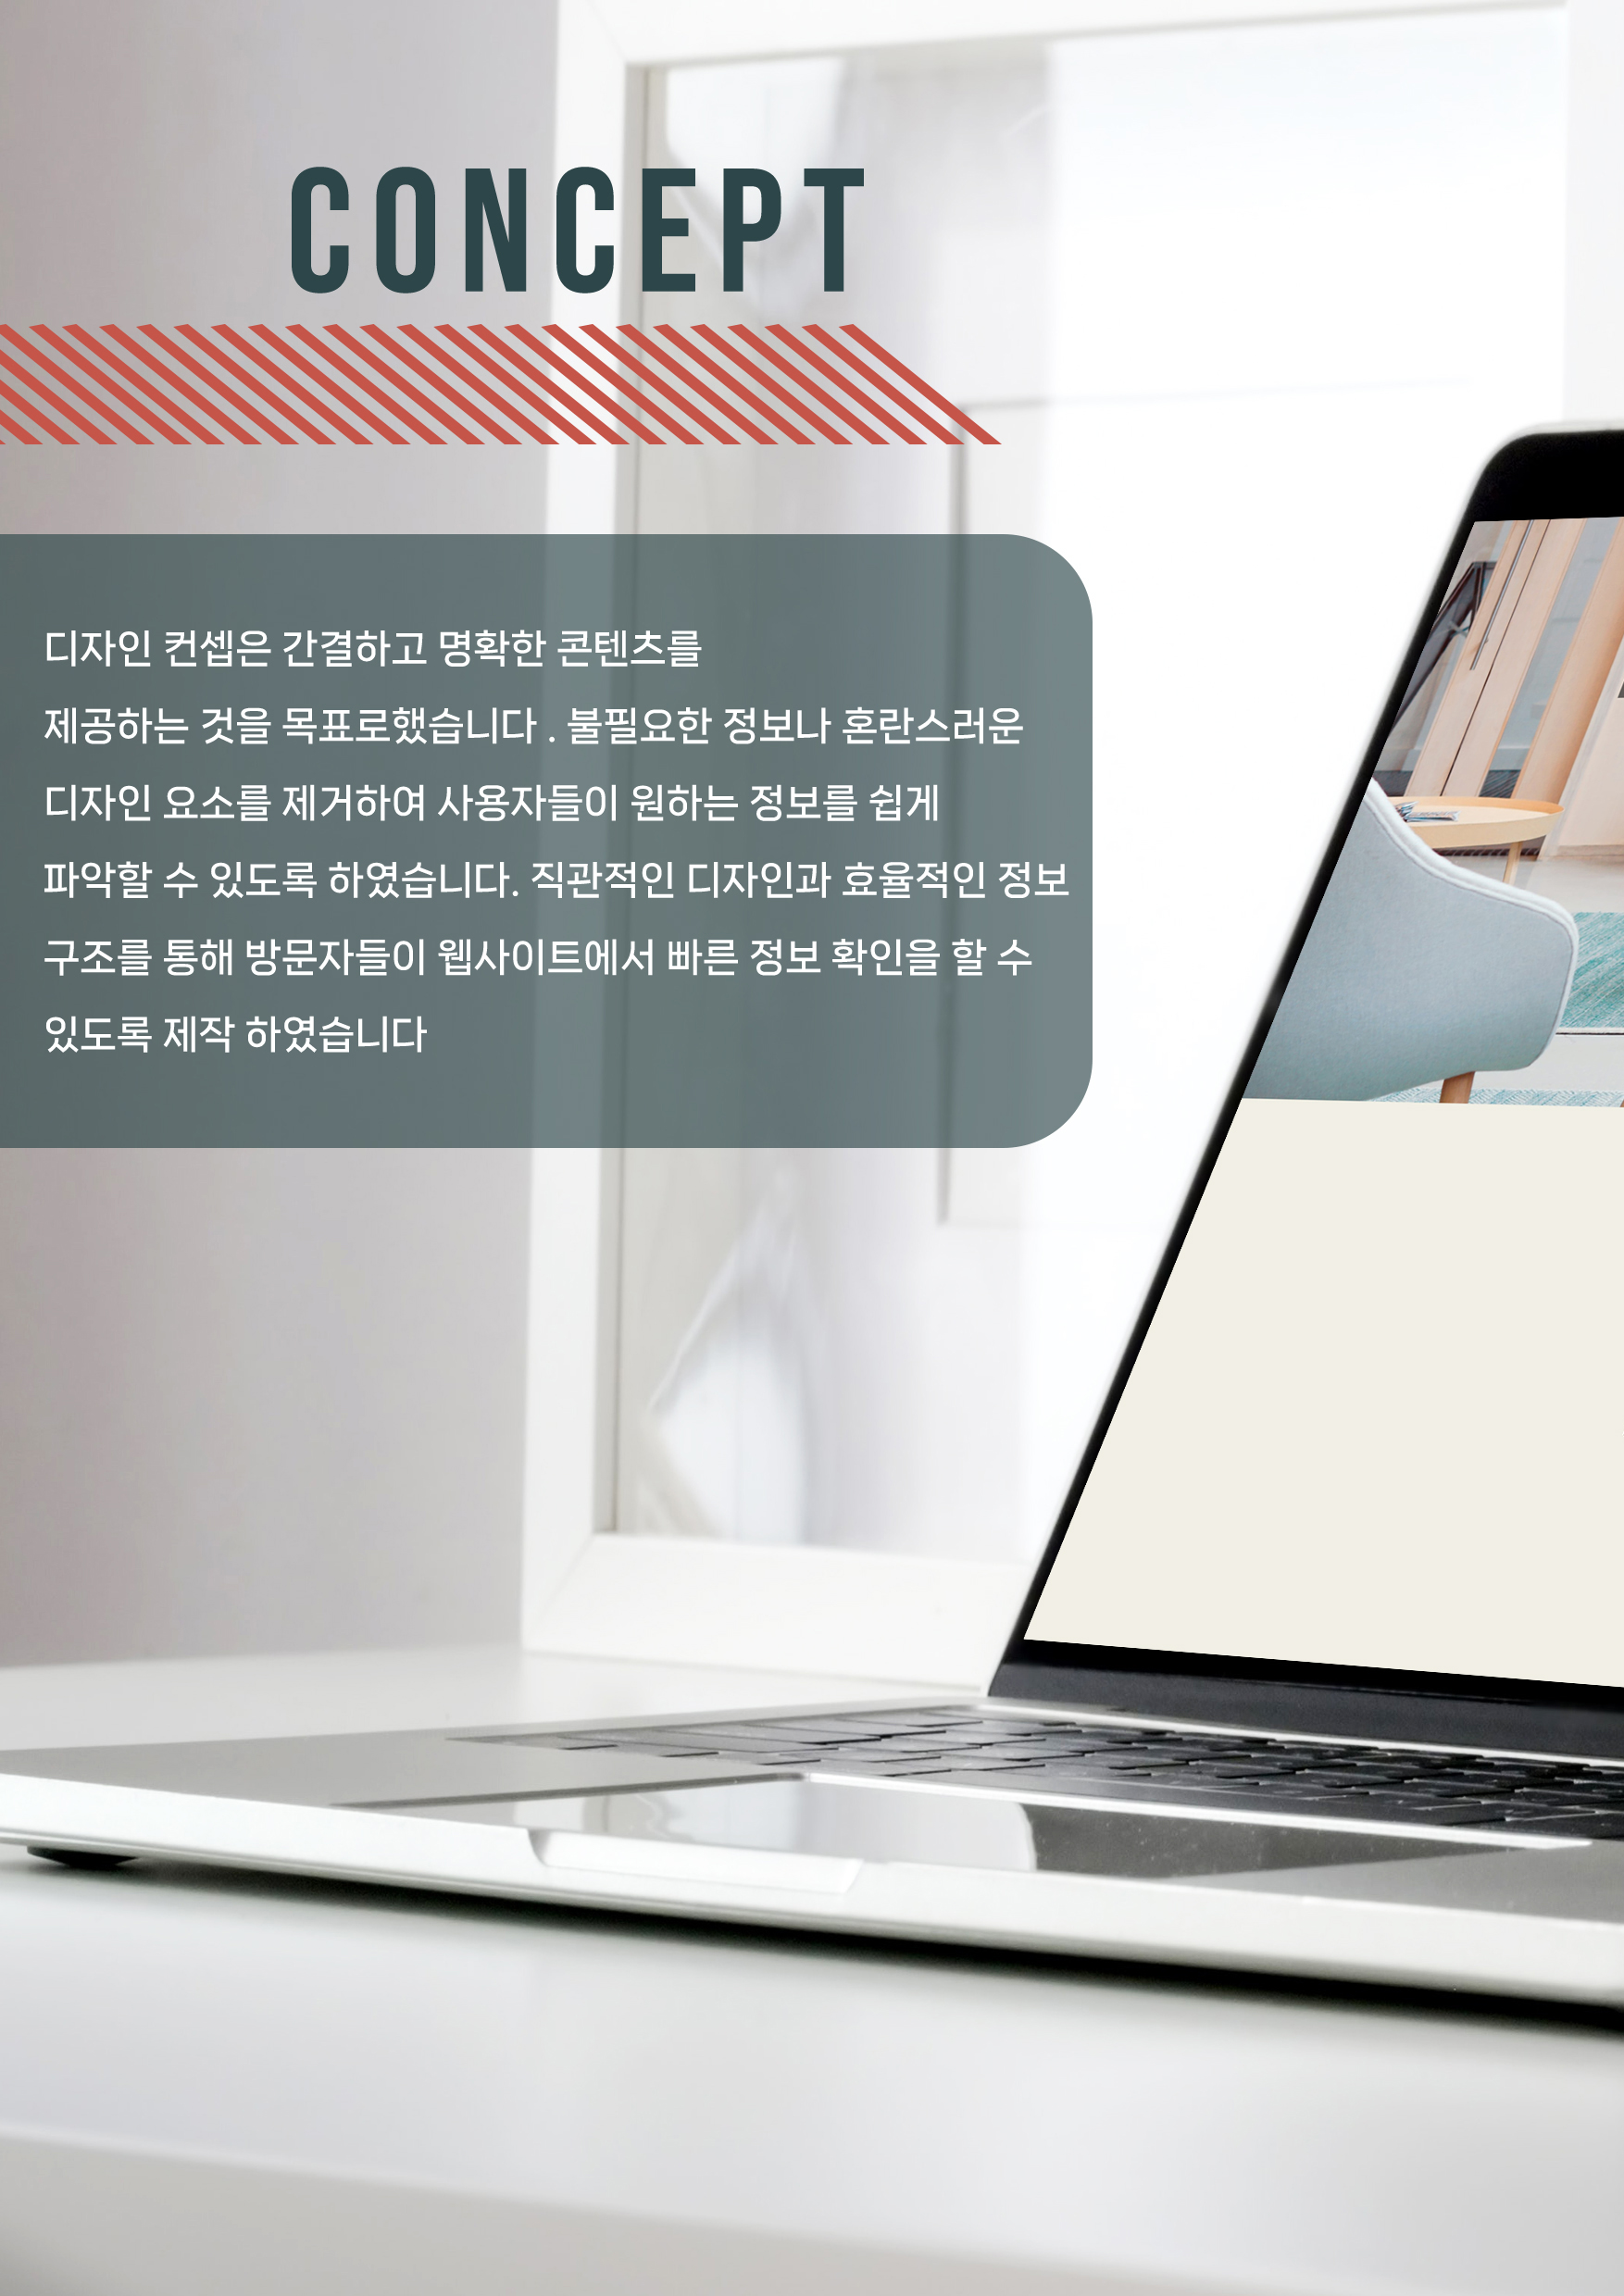 CONCEPT
디자인 컨셉은 간결하고 명확한 콘텐츠를
제공하는 것을 목표로했습니다 . 불필요한 정보나 혼란스러운
디자인 요소를 제거하여 사용자들이 원하는 정보를 쉽게
파악할 수 있도록 하였습니다. 직관적인 디자인과 효율적인 정보
구조를 통해 방문자들이 웹사이트에서 빠른 정보 확인을 할 수
있도록 제작 하였습니다